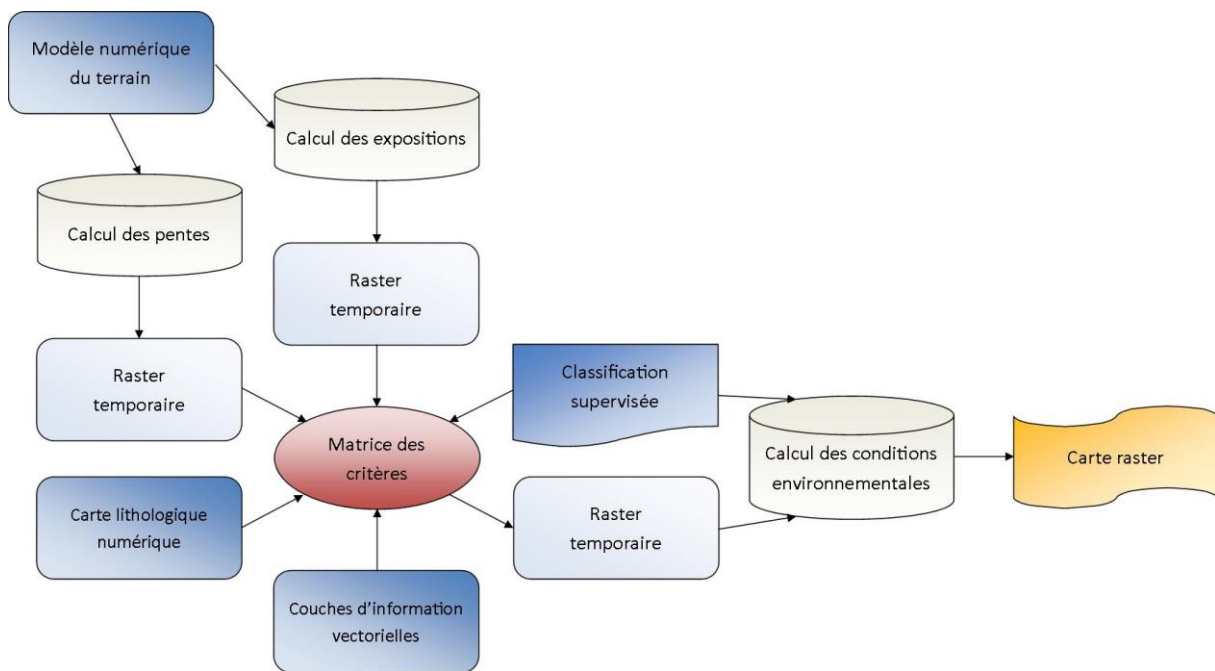 Modèle numérique
du terrain
Calcul des expositions
Calcul des pentes
Raster
temporaire
Raster
temporaire
Classification
supervisée
Matrice des
critères
Calcul des conditions
environnementales
Carte raster
Carte lithologique
numérique
Raster
temporaire
Couches d’information
vectorielles